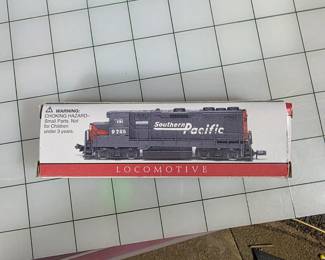 WARNING:
CHOKING HAZARD-
Small Parts. Not
for Children
under 3 years.
Southern
Pacific
LOCOMOTIVE